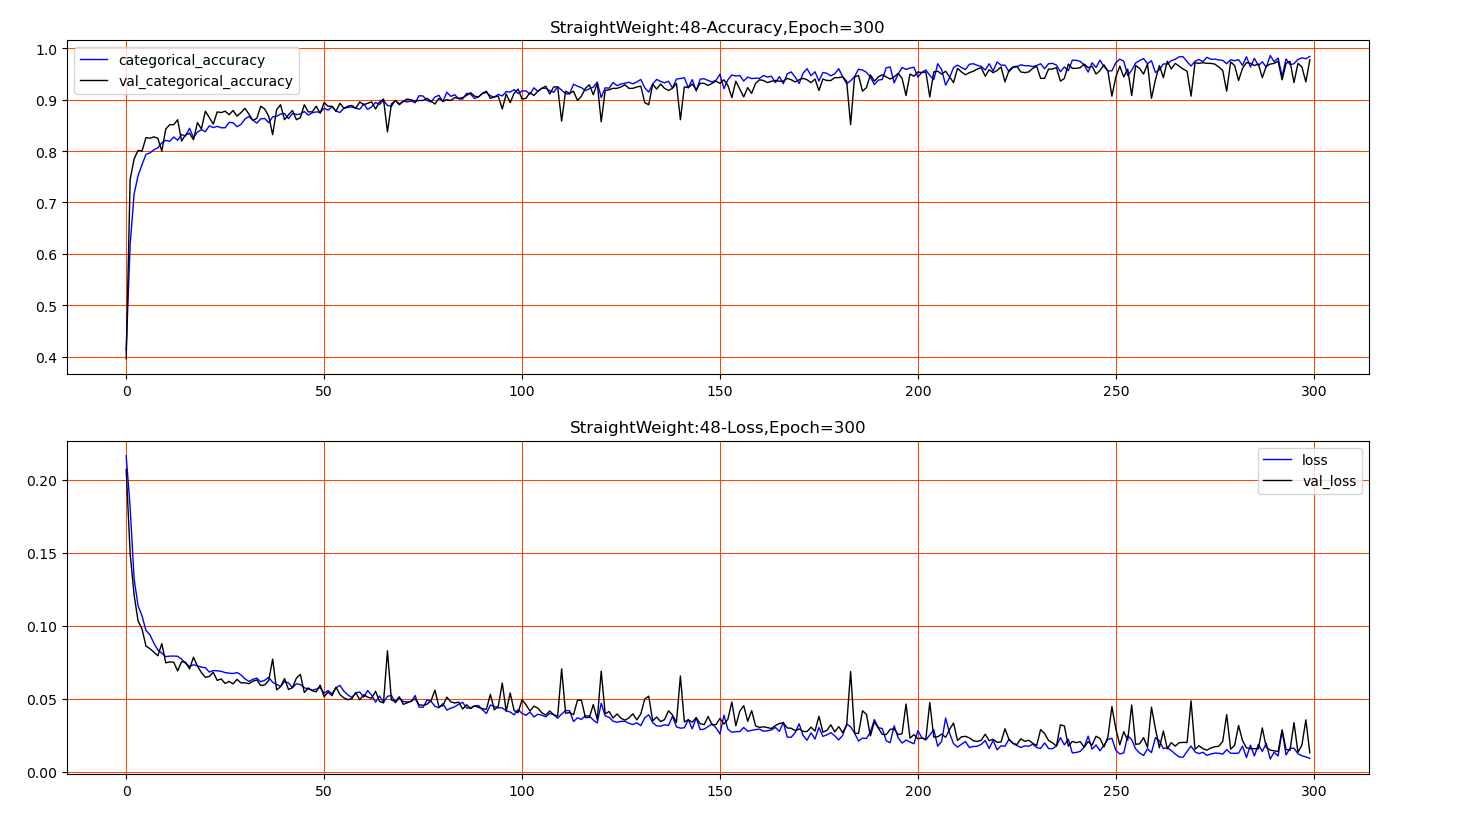 StraightWeight:48-Accuracy,Epoch=300
1.0
0.9
0.8
0.7
0.6
0.5
0.4
categorical_accuracy
val_categorical_accuracy
0 50 100 150 200 250 300
StraightWeight:48-Loss,Epoch=300
0.20
0.15
0.10
0.05
0.00
loss
val_loss
0 50 100 150 200 250 300